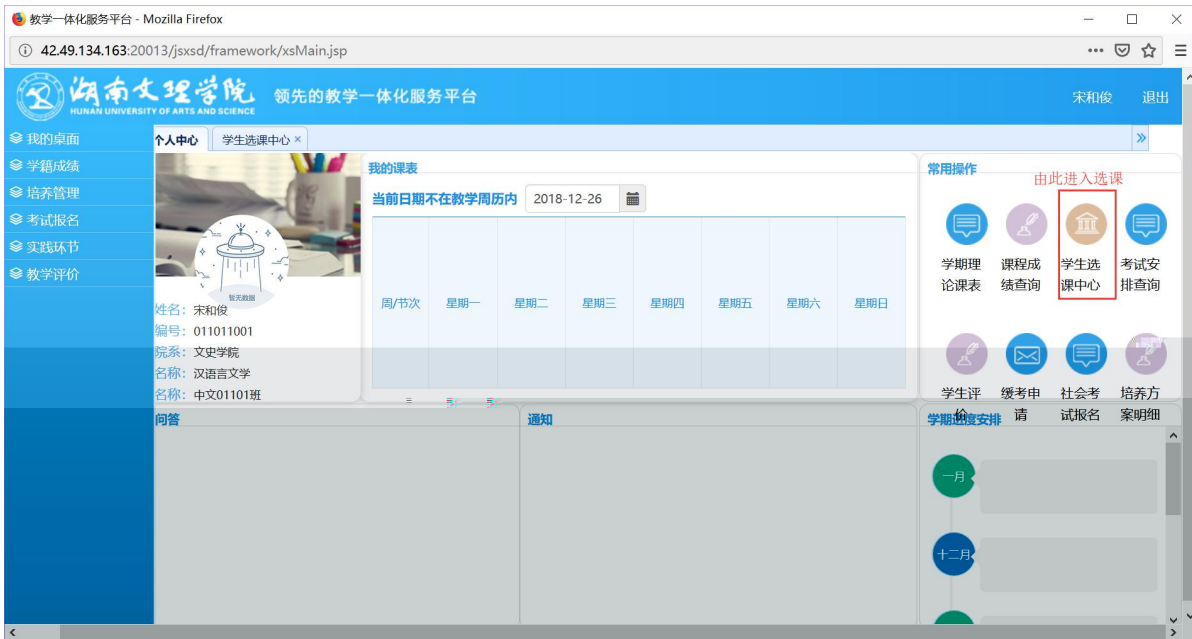 教学一体化服务平台 - Mozilla Firefox
42.49.134.163:20013/jsxsd/framework/xsMain.jsp
湖南文理学院
HUNAN UNIVERSITY OF ARTS AND SCIENCE
领先的教学一体化服务平台
宋和俊 退出
我的桌面
学籍成绩
培养管理
考试报名
实践环节
教学评价
个人中心 学生选课中心 ×
暂无数据
姓名：宋和俊
编号：011011001
院系：文史学院
名称：汉语言文学
名称：中文01101班
我的课表
当前日期不在教学周历内 2018-12-26
周/节次 星期一 星期二 星期三 星期四 星期五 星期六 星期日
常用操作
由此进入选课
学期理论课表
课程成绩查询
学生选课中心
考试安排查询
学生评价
缓考申请
社会考试报名
培养方案明细
问答
通知
学期进度安排
一月
十二月